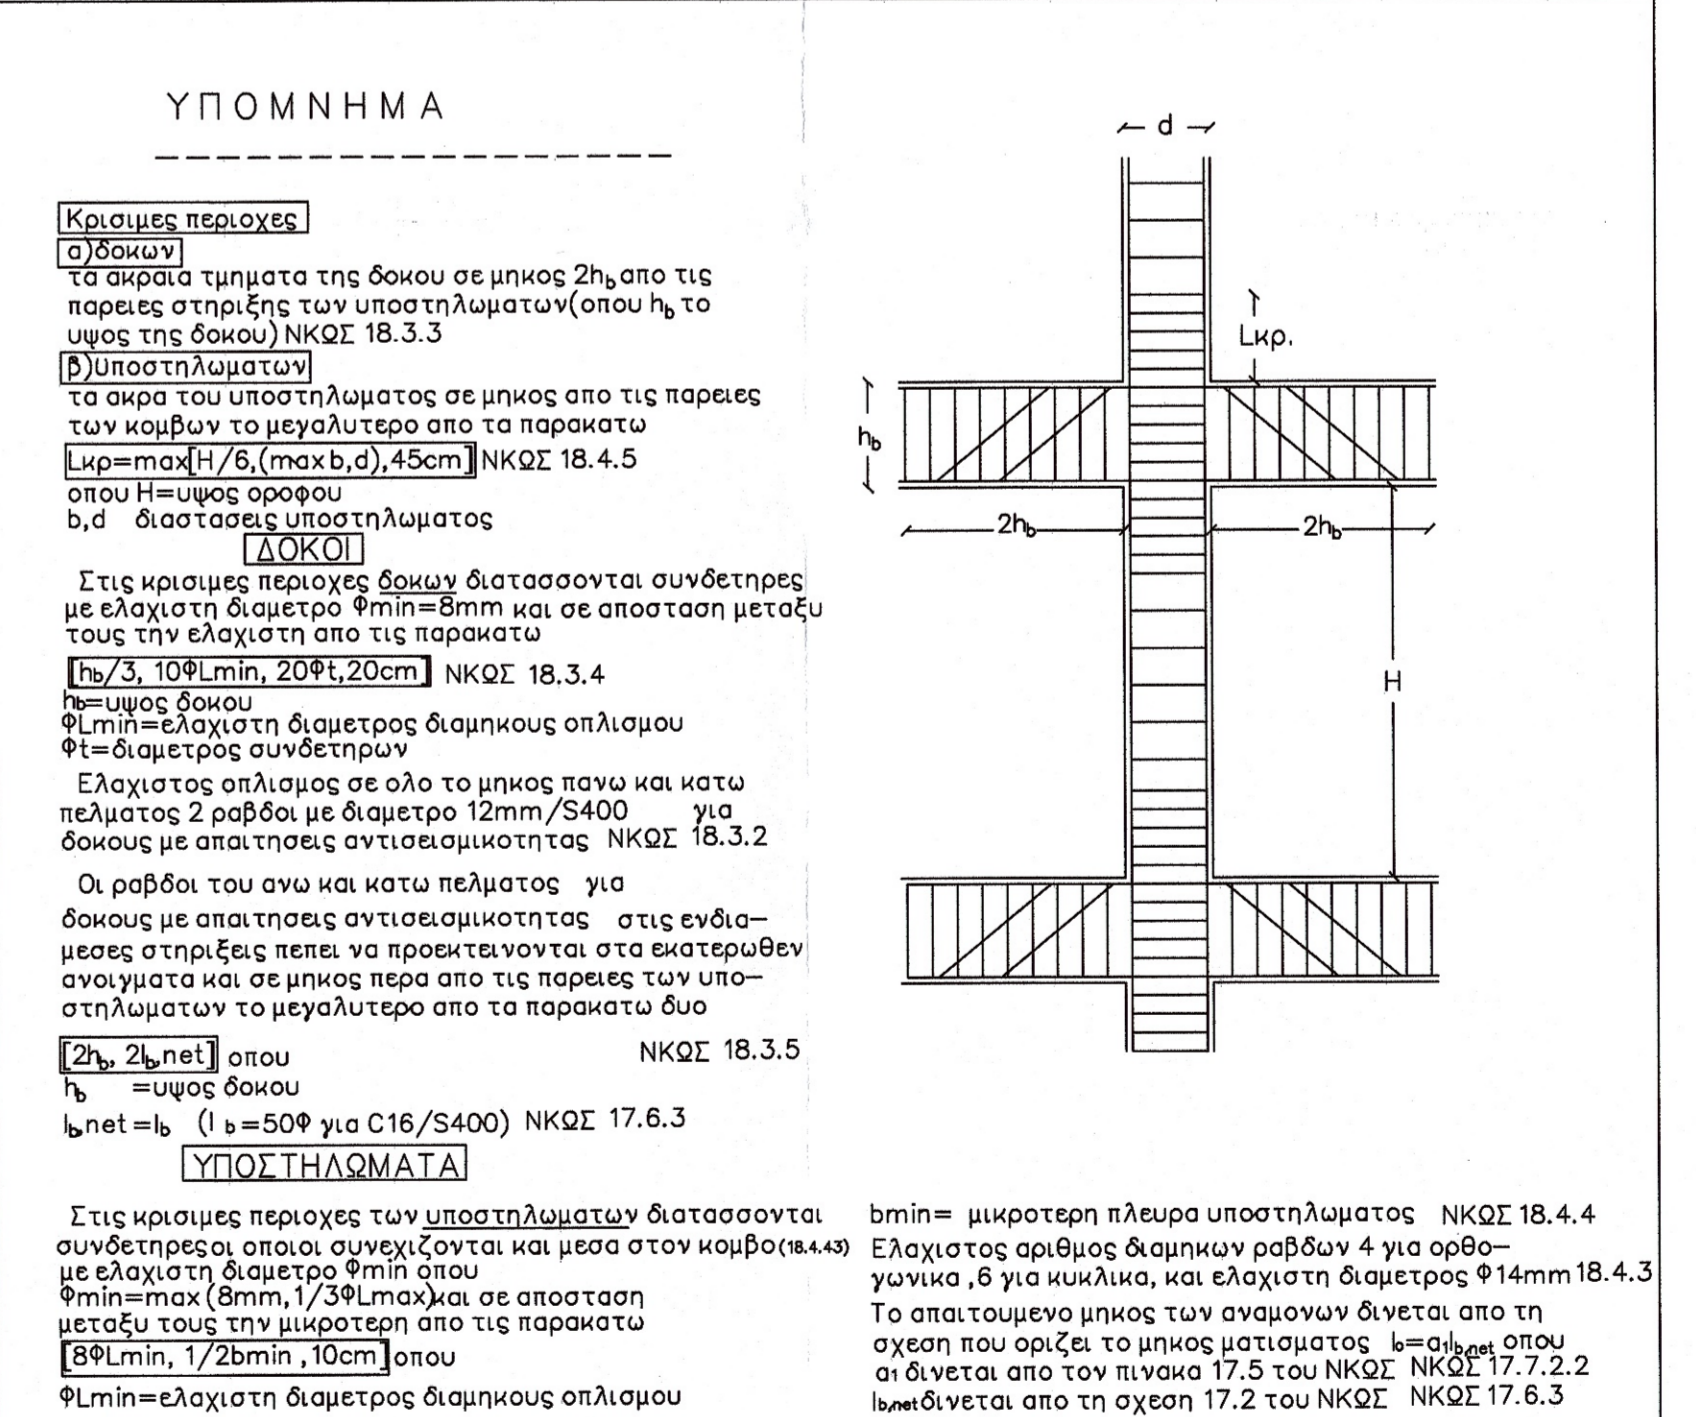 ΥΠΟΜΝΗΜΑ
Κρισιμες περιοχες
α)δοκων
τα ακραια τμηματα της δοκου σε μηκος 2hb απο τις
παρειες στηριξης των υποστηλωματων(οπου hb το
υψος της δοκου) ΝΚΩΣ 18.3.3
β)υποστηλωματων
τα ακρα του υποστηλωματος σε μηκος απο τις παρειες
των κομβων το μεγαλυτερο απο τα παρακατω
Lκρ=max[H/6,(max b,d),45cm] ΝΚΩΣ 18.4.5
οπου H=υψος οροφου
b,d διαστασεις υποστηλωματος
ΔΟΚΟΙ
Στις κρισιμες περιοχες δοκων διατασσονται συνδετηρες
με ελαχιστη διαμετρο Φmin=8mm και σε αποσταση μεταξυ
τους την ελαχιστη απο τις παρακατω
[hb/3, 10ΦLmin, 20Φt,20cm] ΝΚΩΣ 18.3.4
hb=υψος δοκου
ΦLmin=ελαχιστη διαμετρος διαμηκους οπλισμου
Φt=διαμετρος συνδετηρων
Ελαχιστος οπλισμος σε ολο το μηκος πανω και κατω
πελματος 2 ραβδοι με διαμετρο 12mm/S400 για
δοκους με απαιτησεις αντισεισμικοτητας ΝΚΩΣ 18.3.2
Οι ραβδοι του ανω και κατω πελματος για
δοκους με απαιτησεις αντισεισμικοτητας στις ενδια–
μεσες στηριξεις πεπει να προεκτεινονται στα εκατερωθεν
ανοιγματα και σε μηκος περα απο τις παρειες των υπο–
στηλωματων το μεγαλυτερο απο τα παρακατω δυο
[2hb, 2lb,net] οπου ΝΚΩΣ 18.3.5
hb =υψος δοκου
lb,net=lb (l b=50Φ για C16/S400) ΝΚΩΣ 17.6.3
ΥΠΟΣΤΗΛΩΜΑΤΑ
Στις κρισιμες περιοχες των υποστηλωματων διατασσονται
συνδετηρες οι οποιοι συνεχιζονται και μεσα στον κομβο(18.4.43)
με ελαχιστη διαμετρο Φmin οπου
Φmin=max(8mm,1/3ΦLmax)και σε αποσταση
μεταξυ τους την μικροτερη απο τις παρακατω
[8ΦLmin, 1/2bmin ,10cm] οπου
ΦLmin=ελαχιστη διαμετρος διαμηκους οπλισμου
d
Lκρ.
hb
2hb
2hb
H
bmin= μικροτερη πλευρα υποστηλωματος ΝΚΩΣ 18.4.4
Ελαχιστος αριθμος διαμηκων ραβδων 4 για ορθο–
γωνικα ,6 για κυκλικα, και ελαχιστη διαμετρος Φ14mm 18.4.3
Το απαιτουμενο μηκος των αναμονων δινεται απο τη
σχεση που οριζει το μηκος ματισματος lo=α1lb,net οπου
α1 δινεται απο τον πινακα 17.5 του ΝΚΩΣ ΝΚΩΣ 17.7.2.2
lb,net δινεται απο τη σχεση 17.2 του ΝΚΩΣ ΝΚΩΣ 17.6.3